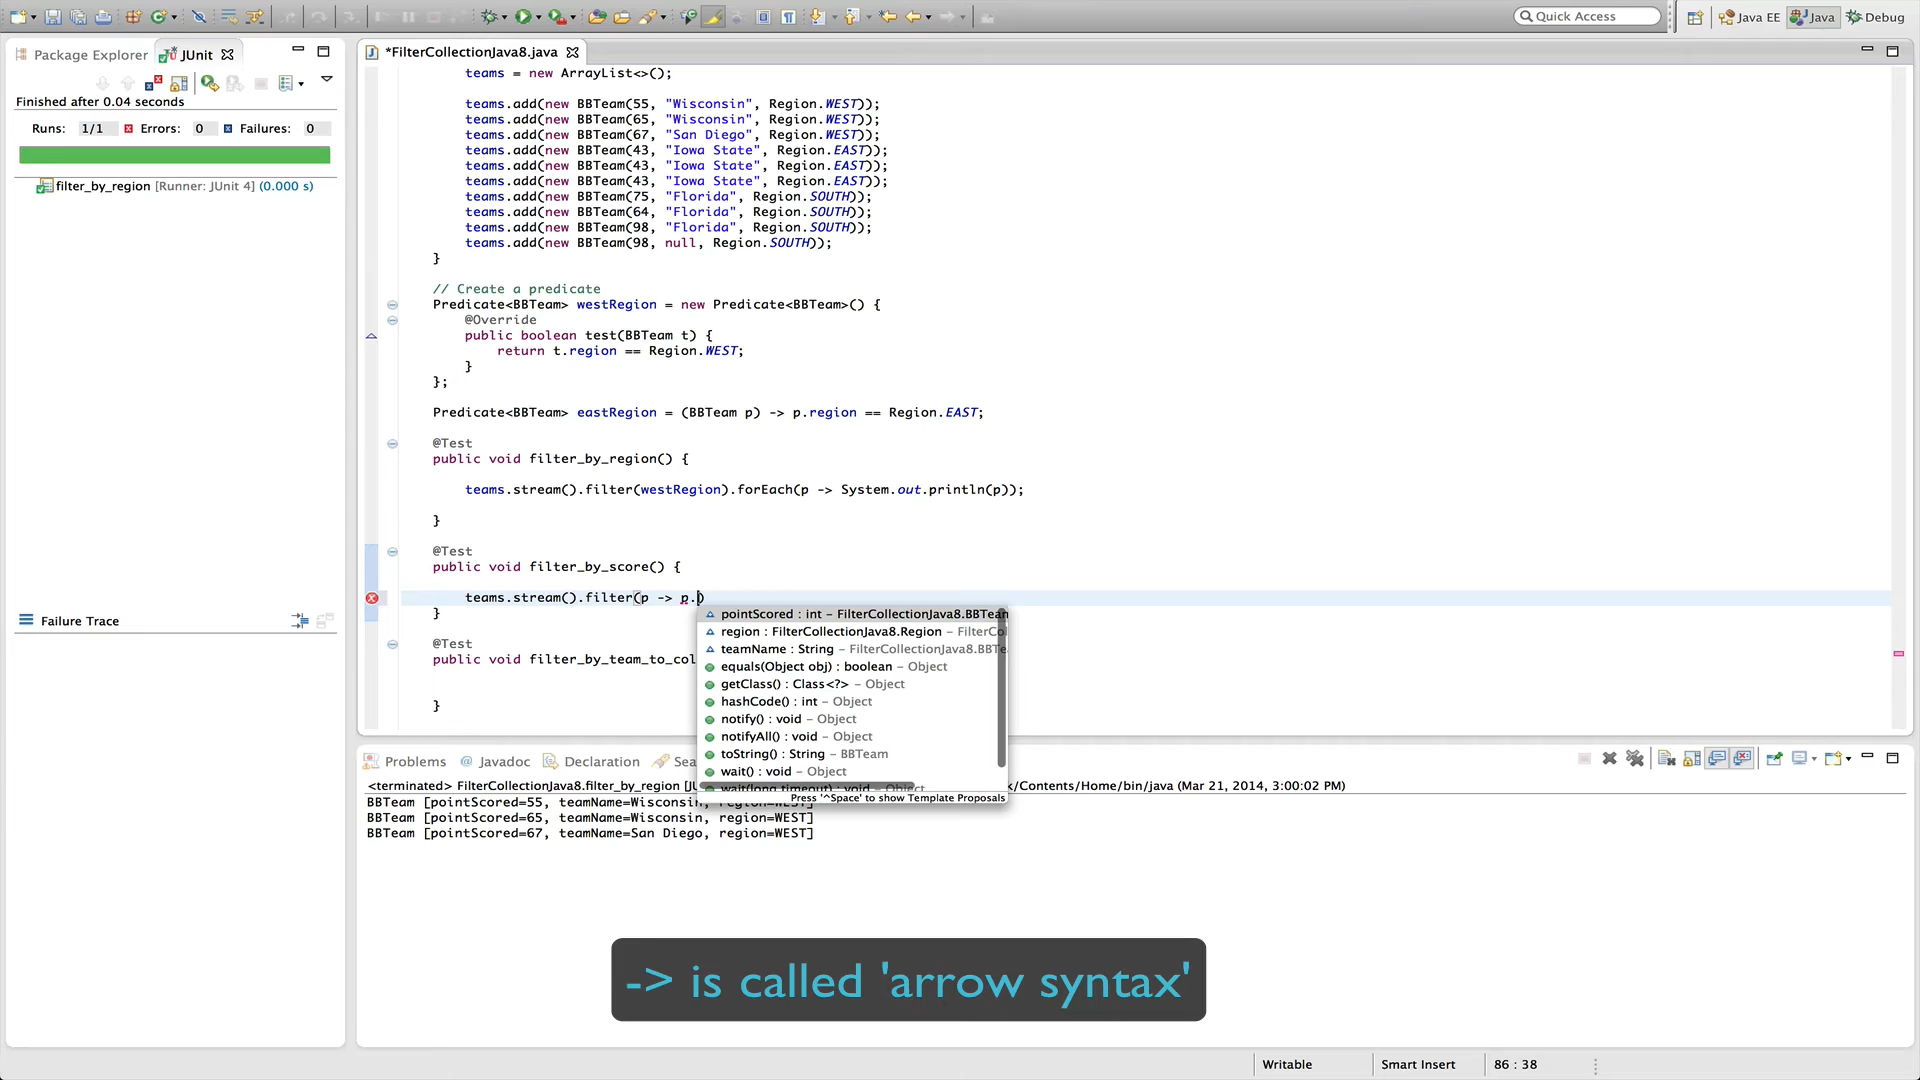 Quick Access
Java EE
Java
Debug
Package Explorer
JUnit
Finished after 0.04 seconds
Runs: 1/1
Errors: 0
Failures: 0
filter_by_region [Runner: JUnit 4] (0.000 s)
Failure Trace
*FilterCollectionJava8.java
teams = new ArrayList<>();
teams.add(new BBTeam(55, "Wisconsin", Region.WEST));
teams.add(new BBTeam(65, "Wisconsin", Region.WEST));
teams.add(new BBTeam(67, "San Diego", Region.WEST));
teams.add(new BBTeam(43, "Iowa State", Region.EAST));
teams.add(new BBTeam(43, "Iowa State", Region.EAST));
teams.add(new BBTeam(43, "Iowa State", Region.EAST));
teams.add(new BBTeam(75, "Florida", Region.SOUTH));
teams.add(new BBTeam(64, "Florida", Region.SOUTH));
teams.add(new BBTeam(98, "Florida", Region.SOUTH));
teams.add(new BBTeam(98, null, Region.SOUTH));
}
// Create a predicate
Predicate<BBTeam> westRegion = new Predicate<BBTeam>() {
@Override
public boolean test(BBTeam t) {
return t.region == Region.WEST;
}
};
Predicate<BBTeam> eastRegion = (BBTeam p) -> p.region == Region.EAST;
@Test
public void filter_by_region() {
teams.stream().filter(westRegion).forEach(p -> System.out.println(p));
}
@Test
public void filter_by_score() {
teams.stream().filter(p -> p.)
}
@Test
public void filter_by_team_to_col
}
pointScored : int - FilterCollectionJava8.BBTeam
region : FilterCollectionJava8.Region - FilterCol
teamName : String - FilterCollectionJava8.BBTe
equals(Object obj) : boolean - Object
getClass() : Class<?> - Object
hashCode() : int - Object
notify() : void - Object
notifyAll() : void - Object
toString() : String - BBTeam
wait() : void - Object
wait(long timeout) : void - Object
Press '^Space' to show Template Proposals
Problems
Javadoc
Declaration
Sea
<terminated> FilterCollectionJava8.filter_by_region [JU
k/Contents/Home/bin/java (Mar 21, 2014, 3:00:02 PM)
BBTeam [pointScored=55, teamName=Wisconsin, region=WEST]
BBTeam [pointScored=65, teamName=Wisconsin, region=WEST]
BBTeam [pointScored=67, teamName=San Diego, region=WEST]
-> is called 'arrow syntax'
Writable
Smart Insert
86 : 38